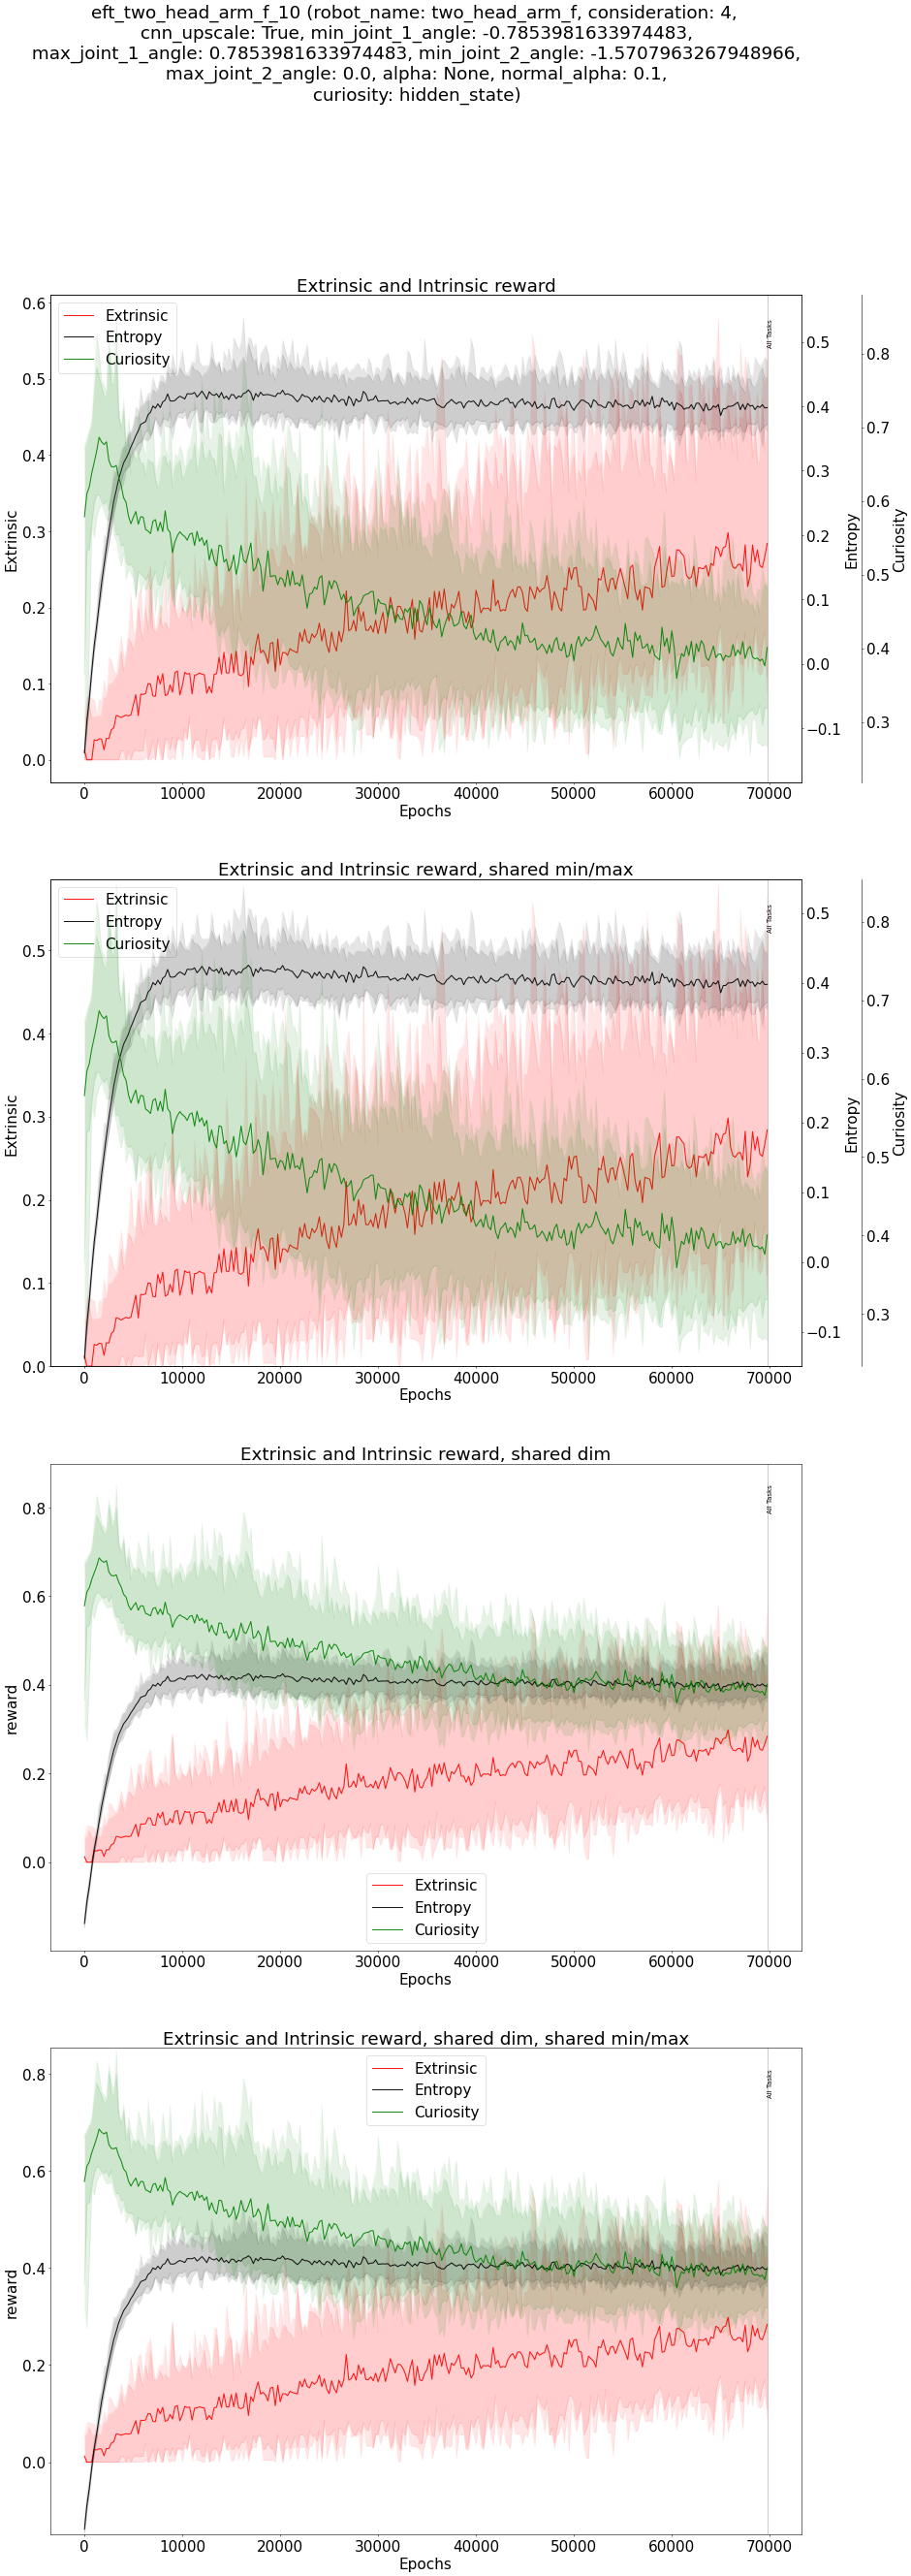 eft_two_head_arm_f_10 (robot_name: two_head_arm_f, consideration: 4,
cnn_upscale: True, min_joint_1_angle: -0.7853981633974483,
max_joint_1_angle: 0.7853981633974483, min_joint_2_angle: -1.5707963267948966,
max_joint_2_angle: 0.0, alpha: None, normal_alpha: 0.1,
curiosity: hidden_state)
Extrinsic and Intrinsic reward
Extrinsic
Entropy
Curiosity
All Tasks
0.6
0.5
0.4
0.3
0.2
0.1
0.0
Extrinsic
0.5
0.4
0.3
0.2
0.1
0.0
−0.1
Entropy
0.8
0.7
0.6
0.5
0.4
0.3
Curiosity
0 10000 20000 30000 40000 50000 60000 70000
Epochs
Extrinsic and Intrinsic reward, shared min/max
Extrinsic
Entropy
Curiosity
All Tasks
0.5
0.4
0.3
0.2
0.1
0.0
Extrinsic
0.5
0.4
0.3
0.2
0.1
0.0
−0.1
Entropy
0.8
0.7
0.6
0.5
0.4
0.3
Curiosity
0 10000 20000 30000 40000 50000 60000 70000
Epochs
Extrinsic and Intrinsic reward, shared dim
All Tasks
0.8
0.6
0.4
0.2
0.0
reward
Extrinsic
Entropy
Curiosity
0 10000 20000 30000 40000 50000 60000 70000
Epochs
Extrinsic and Intrinsic reward, shared dim, shared min/max
Extrinsic
Entropy
Curiosity
All Tasks
0.8
0.6
0.4
0.2
0.0
reward
0 10000 20000 30000 40000 50000 60000 70000
Epochs